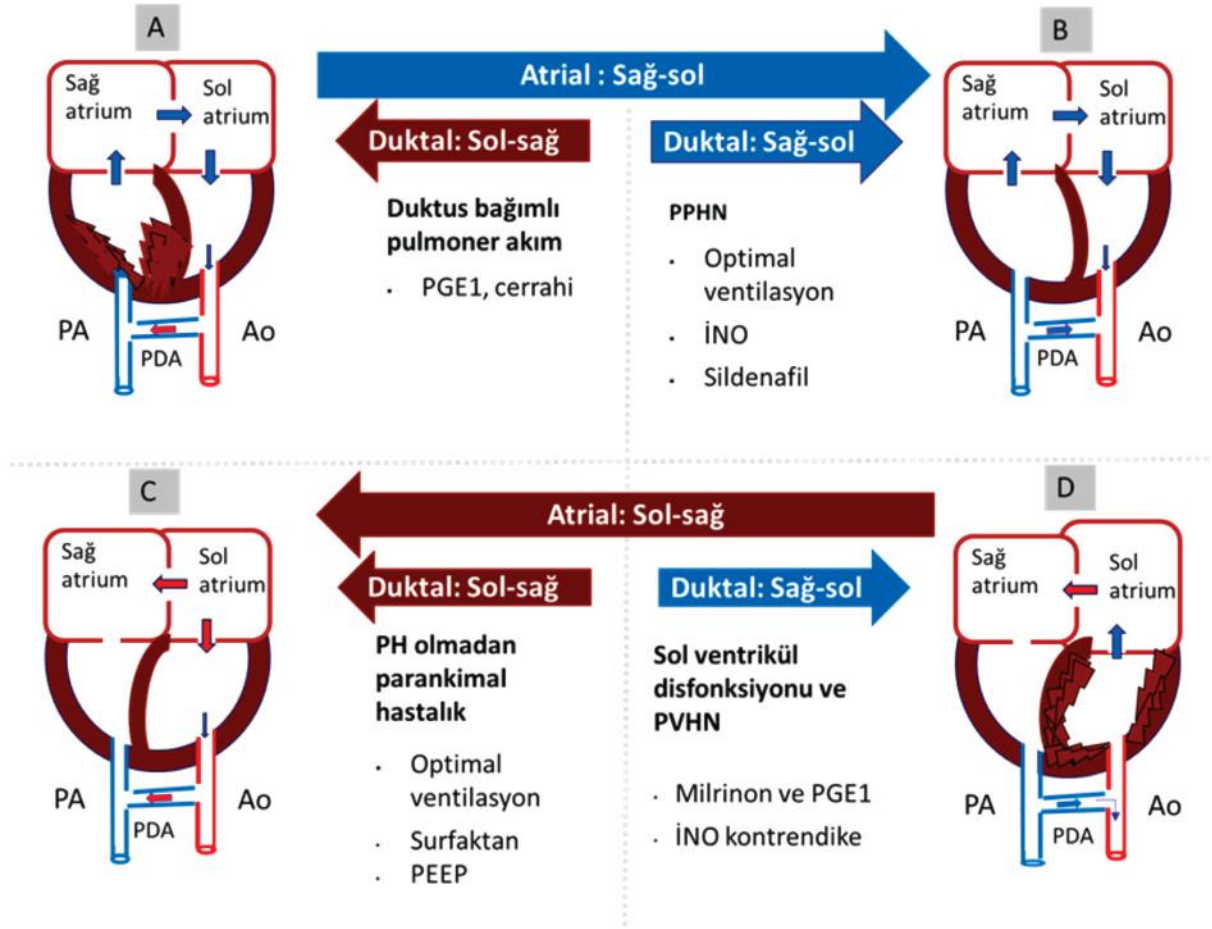 A
B
Sağ
atrium
Sol
atrium
PA
PDA
Ao
Atrial : Sağ-sol
Duktal: Sol-sağ
Duktal: Sağ-sol
Duktus bağımlı
pulmoner akım
· PGE1, cerrahi
PPHN
· Optimal
ventilasyon
· İNO
· Sildenafil
Sağ
atrium
Sol
atrium
PA
PDA
Ao
C
D
Sağ
atrium
Sol
atrium
PA
PDA
Ao
Atrial: Sol-sağ
Duktal: Sol-sağ
Duktal: Sağ-sol
PH olmadan
parankimal
hastalık
· Optimal
ventilasyon
· Surfaktan
· PEEP
Sol ventrikül
disfonksiyonu ve
PVHN
· Milrinon ve PGE1
· İNO kontrendike
Sağ
atrium
Sol
atrium
PA
PDA
Ao